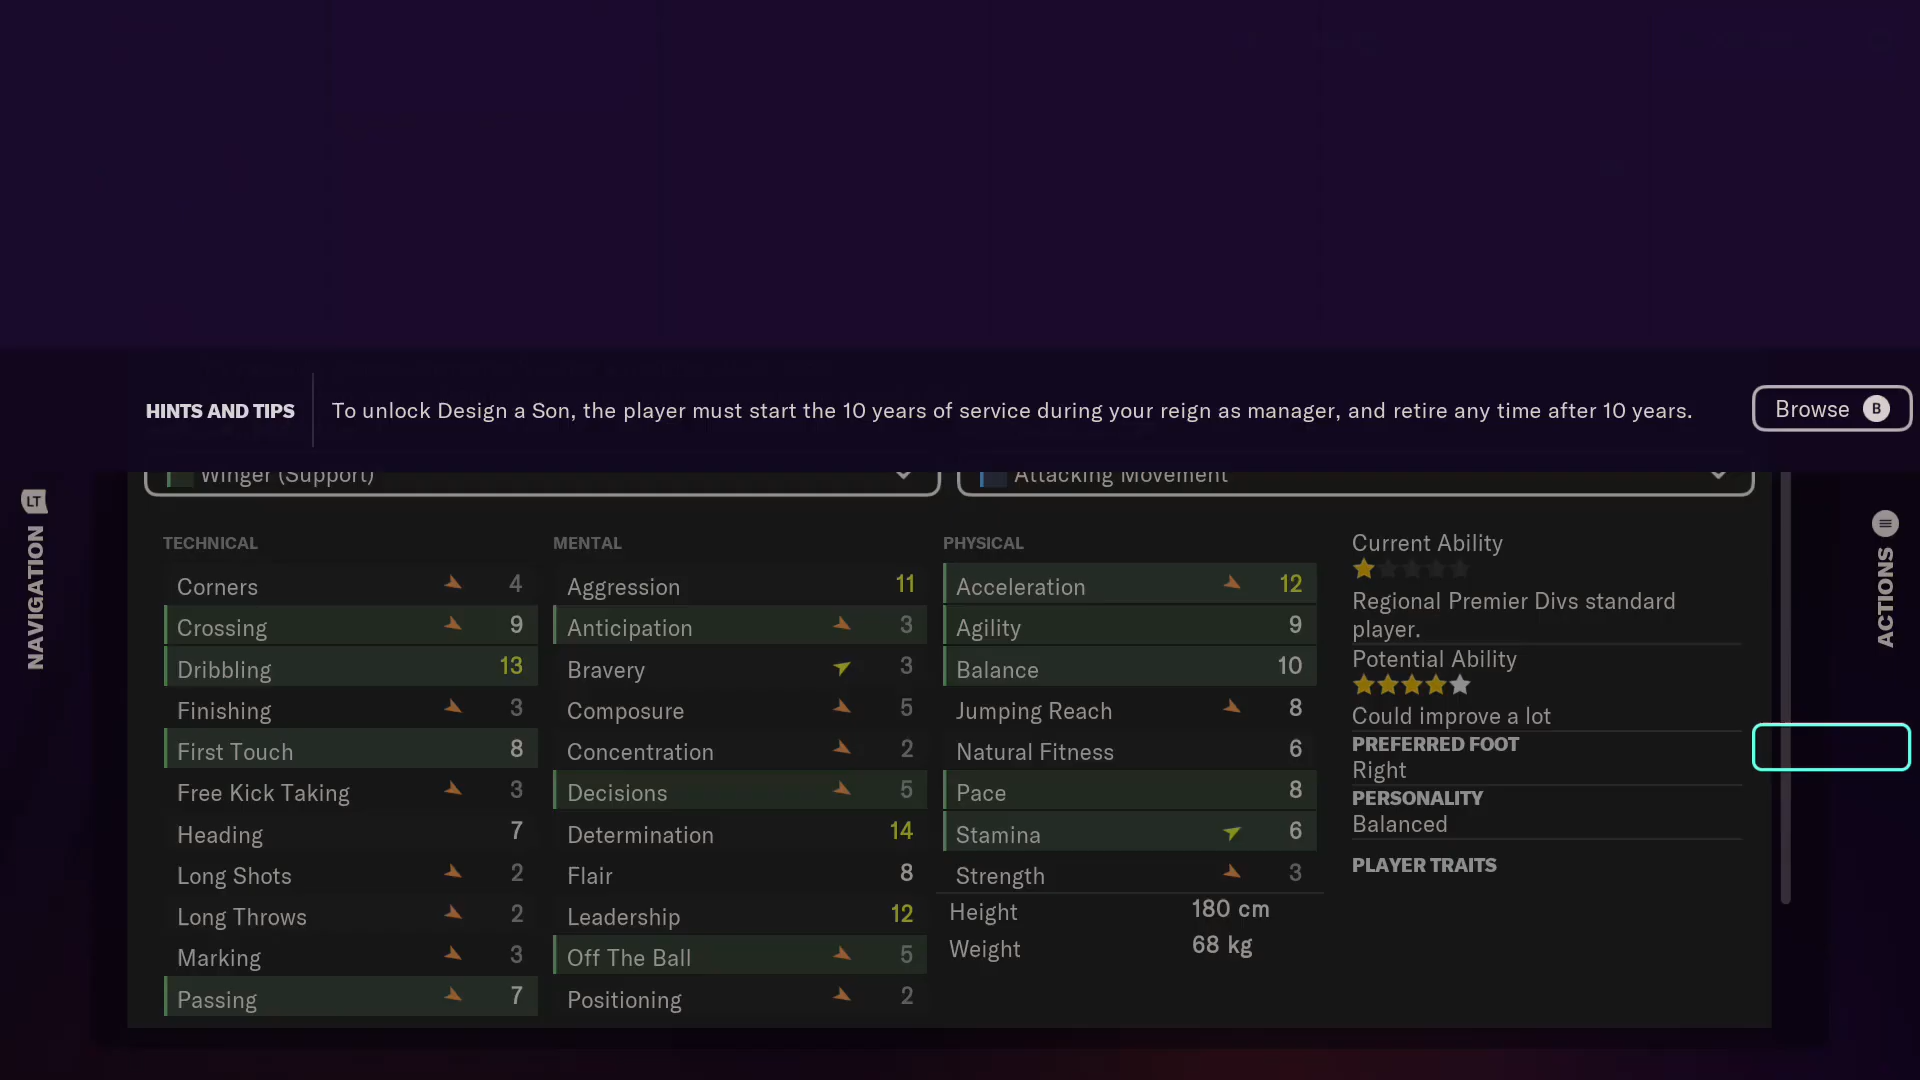 HINTS AND TIPS
To unlock Design a Son, the player must start the 10 years of service during your reign as manager, and retire any time after 10 years.
Browse B
Winger (Support)
Attacking Movement
LT
NAVIGATION
ACTIONS
TECHNICAL
Corners 4
Crossing 9
Dribbling 13
Finishing 3
First Touch 8
Free Kick Taking 3
Heading 7
Long Shots 2
Long Throws 2
Marking 3
Passing 7
MENTAL
Aggression 11
Anticipation 3
Bravery 3
Composure 5
Concentration 2
Decisions 5
Determination 14
Flair 8
Leadership 12
Off The Ball 5
Positioning 2
PHYSICAL
Acceleration 12
Agility 9
Balance 10
Jumping Reach 8
Natural Fitness 6
Pace 8
Stamina 6
Strength 3
Height 180 cm
Weight 68 kg
Current Ability
Regional Premier Divs standard
player.
Potential Ability
Could improve a lot
PREFERRED FOOT
Right
PERSONALITY
Balanced
PLAYER TRAITS